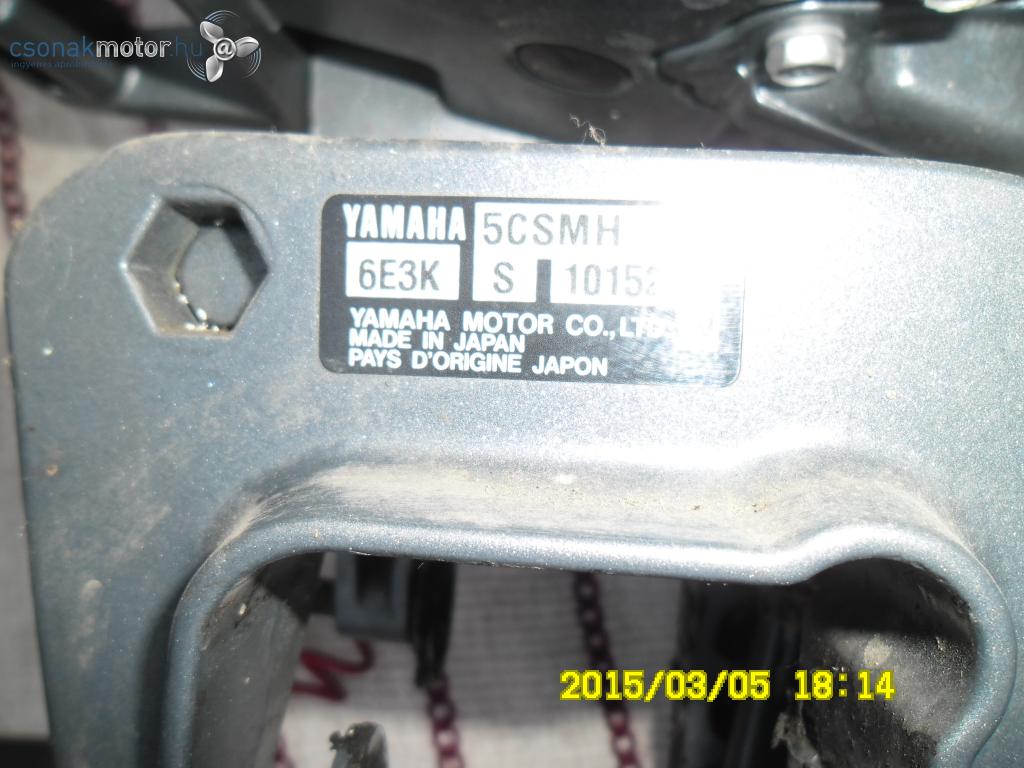 csonakmotor.hu
YAMAHA 5CSMH
6E3K S 10152
YAMAHA MOTOR CO., LTD.
MADE IN JAPAN
PAYS D'ORIGINE JAPON
2015/03/05 18:14